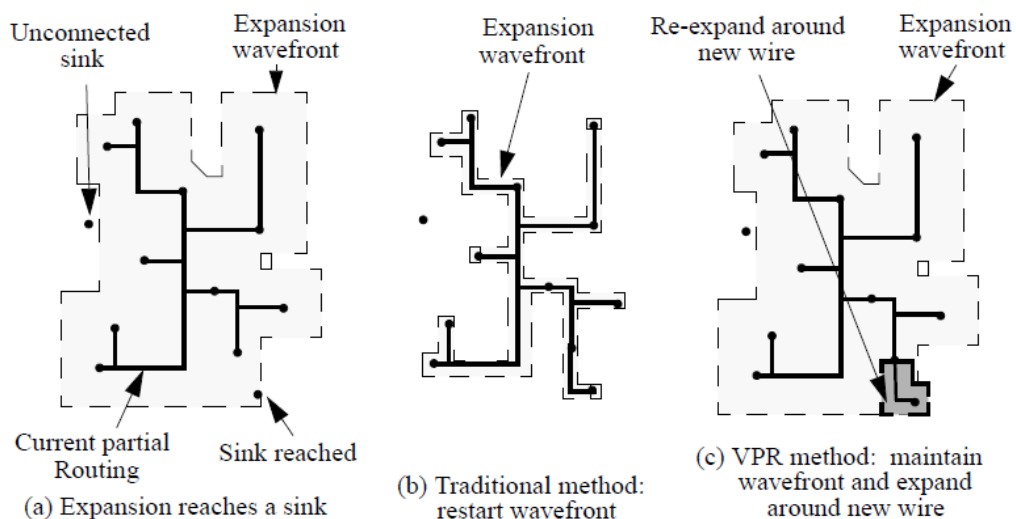 Unconnected
sink
Expansion
wavefront
Current partial
Routing
Sink reached
(a) Expansion reaches a sink
Expansion
wavefront
(b) Traditional method:
restart wavefront
Re-expand around
new wire
Expansion
wavefront
(c) VPR method:  maintain
wavefront and expand
around new wire